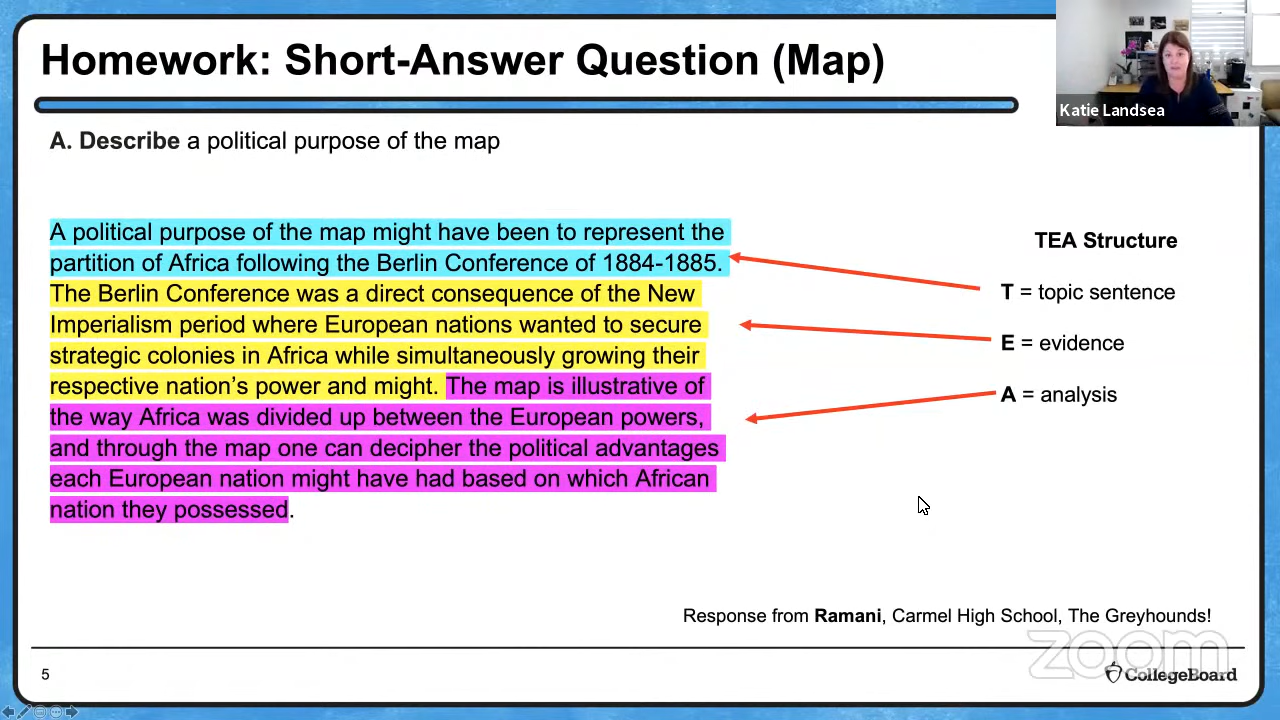 Homework: Short-Answer Question (Map)
Katie Landsea
A. Describe a political purpose of the map
A political purpose of the map might have been to represent the
partition of Africa following the Berlin Conference of 1884-1885.
The Berlin Conference was a direct consequence of the New
Imperialism period where European nations wanted to secure
strategic colonies in Africa while simultaneously growing their
respective nation's power and might. The map is illustrative of
the way Africa was divided up between the European powers,
and through the map one can decipher the political advantages
each European nation might have had based on which African
nation they possessed.
TEA Structure
T = topic sentence
E = evidence
A = analysis
Response from Ramani, Carmel High School, The Greyhounds!
zoom
5
CollegeBoard